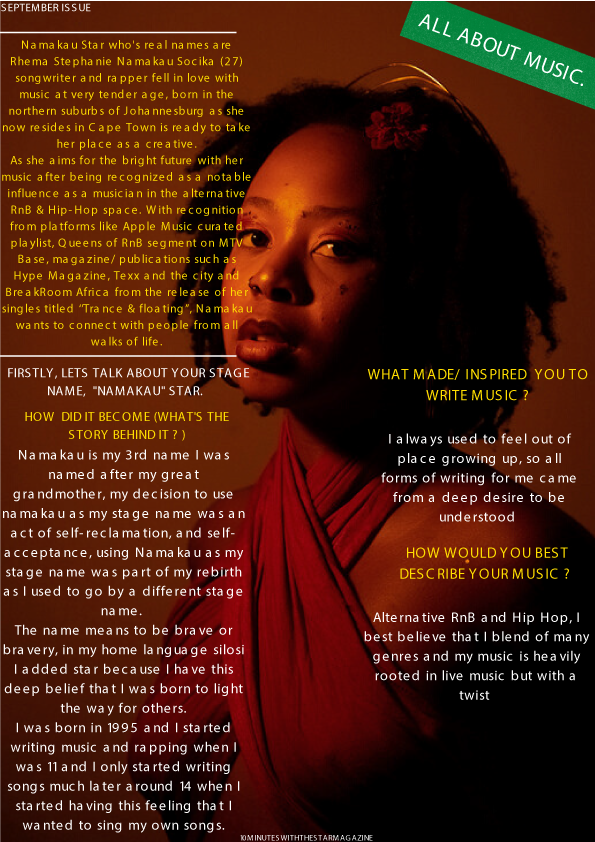 SEPTEMBER ISSUE
ALL ABOUT MUSIC.
Namakau Star who's real names are
Rhema Stephanie Namakau Socika (27)
songwriter and rapper fell in love with
music at very tender age, born in the
northern suburbs of Johannesburg as she
now resides in Cape Town is ready to take
her place as a creative.
As she aims for the bright future with her
music after being recognized as a notable
influence as a musician in the alternative
RnB & Hip-Hop space. With recognition
from platforms like Apple Music curated
playlist, Queens of RnB segment on MTV
Base, magazine/ publications such as
Hype Magazine, Texx and the city and
BreakRoom Africa from the release of her
singles titled “Trance & floating”, Namakau
wants to connect with people from all
walks of life.
FIRSTLY, LETS TALK ABOUT YOUR STAGE
NAME, "NAMAKAU" STAR.
HOW DID IT BECOME (WHAT'S THE
STORY BEHIND IT ? )
Namakau is my 3rd name I was
named after my great
grandmother, my decision to use
namakau as my stage name was an
act of self-reclamation, and self-
acceptance, using Namakau as my
stage name was part of my rebirth
as I used to go by a different stage
name.
The name means to be brave or
bravery, in my home language silosi
I added star because I have this
deep belief that I was born to light
the way for others.
I was born in 1995 and I started
writing music and rapping when I
was 11 and I only started writing
songs much later around 14 when I
started having this feeling that I
wanted to sing my own songs.
WHAT MADE/ INSPIRED YOU TO
WRITE MUSIC ?
I always used to feel out of
place growing up, so all
forms of writing for me came
from a deep desire to be
understood
HOW WOULD YOU BEST
DESCRIBE YOUR MUSIC ?
Alternative RnB and Hip Hop, I
best believe that I blend of many
genres and my music is heavily
rooted in live music but with a
twist
10MINUTESWITHTHESTARMAGAZINE